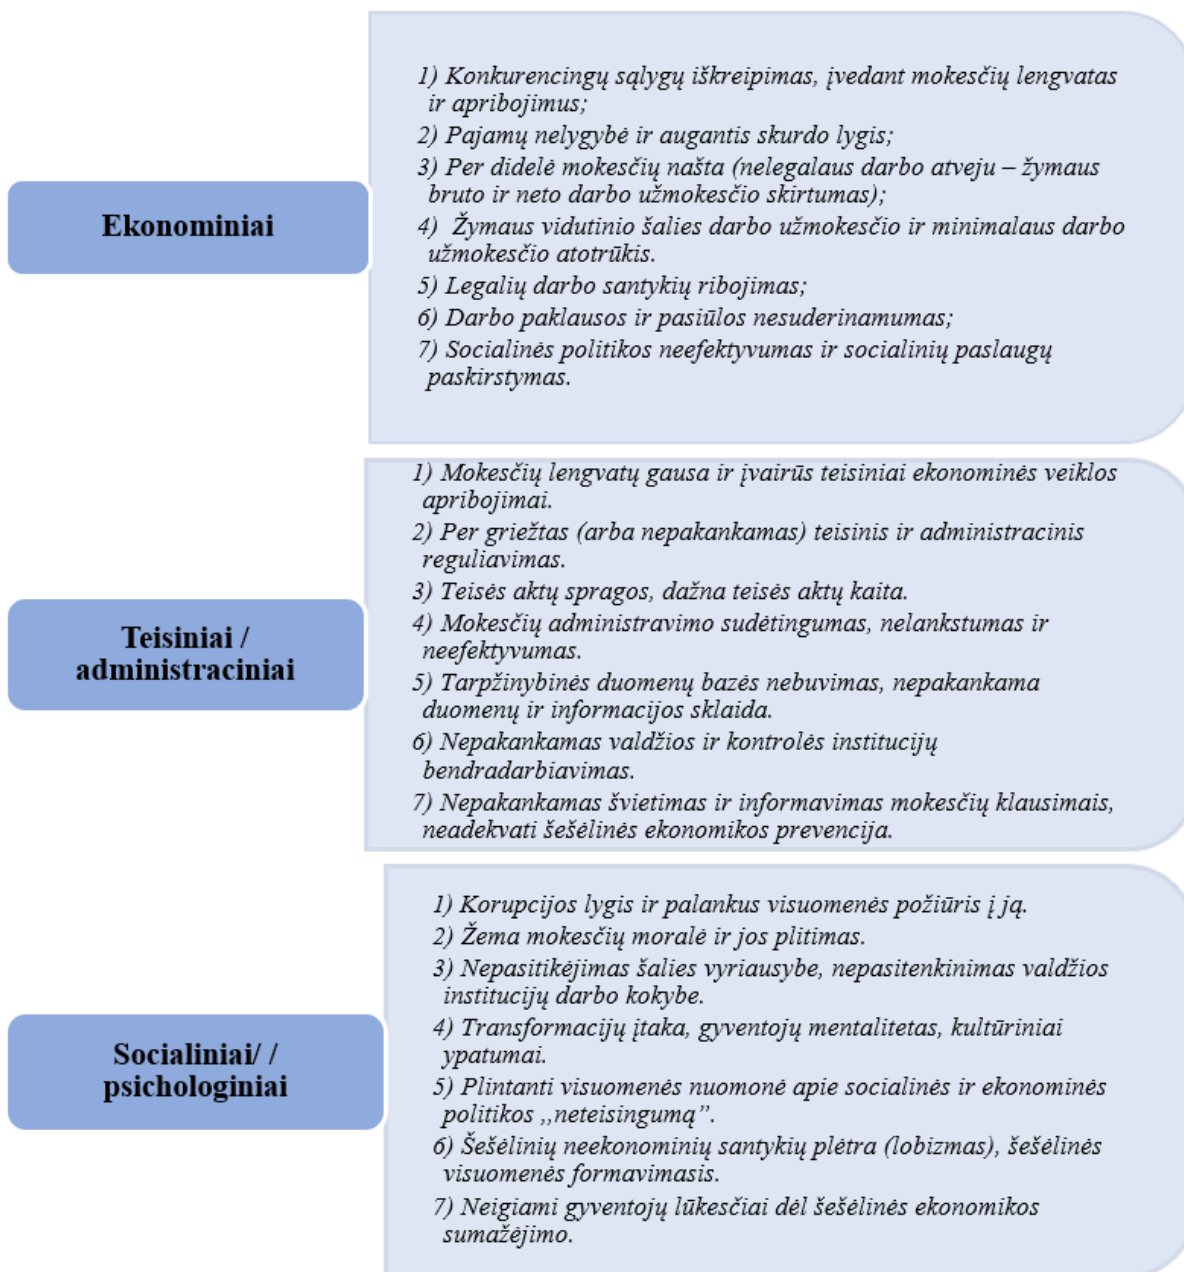 Ekonominiai
1) Konkurencingų sąlygų iškreipimas, įvedant mokesčių lengvatas
ir apribojimus;
2) Pajamų nelygybė ir augantis skurdo lygis;
3) Per didelė mokesčių našta (nelegalaus darbo atveju – žymaus
bruto ir neto darbo užmokesčio skirtumas);
4) Žymaus vidutinio šalies darbo užmokesčio ir minimalaus darbo
užmokesčio atotrūkis.
5) Legalių darbo santykių ribojimas;
6) Darbo paklausos ir pasiūlos nesuderinamumas;
7) Socialinės politikos neefektyvumas ir socialinių paslaugų
paskirstymas.
Teisiniai /
administraciniai
1) Mokesčių lengvatų gausa ir įvairūs teisiniai ekonominės veiklos
apribojimai.
2) Per griežtas (arba nepakankamas) teisinis ir administracinis
reguliavimas.
3) Teisės aktų spragos, dažna teisės aktų kaita.
4) Mokesčių administravimo sudėtingumas, nelankstumas ir
neefektyvumas.
5) Tarpžinybinės duomenų bazės nebuvimas, nepakankama
duomenų ir informacijos sklaida.
6) Nepakankamas valdžios ir kontrolės institucijų
bendradarbiavimas.
7) Nepakankamas švietimas ir informavimas mokesčių klausimais,
neadekvati šešėlinės ekonomikos prevencija.
Socialiniai/ /
psichologiniai
1) Korupcijos lygis ir palankus visuomenės požiūris į ją.
2) Žema mokesčių moralė ir jos plitimas.
3) Nepasitikėjimas šalies vyriausybe, nepasitenkinimas valdžios
institucijų darbo kokybe.
4) Transformacijų įtaka, gyventojų mentalitetas, kultūriniai
ypatumai.
5) Plintanti visuomenės nuomonė apie socialinės ir ekonominės
politikos ,,neteisingumą”.
6) Šešėlinių neekonominių santykių plėtra (lobizmas), šešėlinės
visuomenės formavimasis.
7) Neigiami gyventojų lūkesčiai dėl šešėlinės ekonomikos
sumažėjimo.